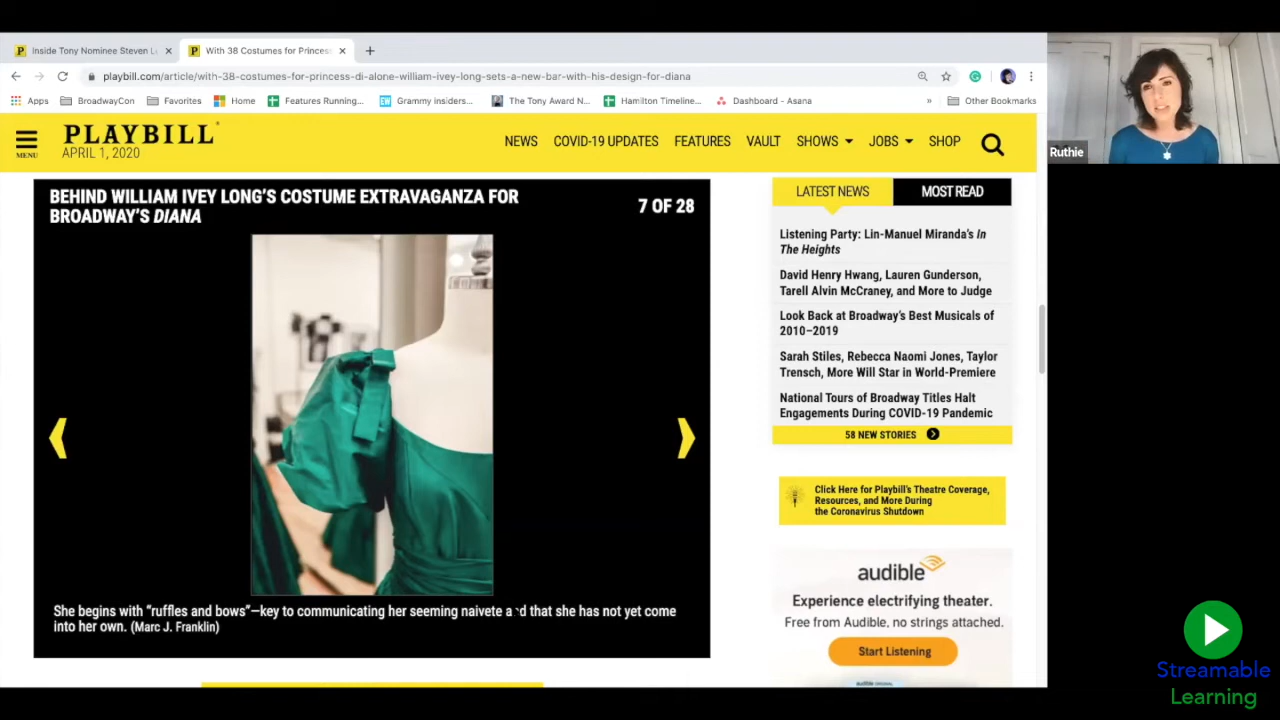 Inside Tony Nominee Steven L
With 38 Costumes for Princes
playbill.com/article/with-38-costumes-for-princess-di-alone-william-ivey-long-sets-a-new-bar-with-his-design-for-diana
Apps
BroadwayCon
Favorites
Home
Features Running...
Grammy Insiders...
The Tony Award N...
Hamilton Timeline...
Dashboard - Asana
»
Other Bookmarks
MENU
PLAYBILL
APRIL 1, 2020
NEWS
COVID-19 UPDATES
FEATURES
VAULT
SHOWS
JOBS
SHOP
Ruthie
BEHIND WILLIAM IVEY LONG'S COSTUME EXTRAVAGANZA FOR
BROADWAY'S DIANA
7 OF 28
She begins with "ruffles and bows"—key to communicating her seeming naivete a d that she has not yet come
into her own. (Marc J. Franklin)
LATEST NEWS
MOST READ
Listening Party: Lin-Manuel Miranda's In
The Heights
David Henry Hwang, Lauren Gunderson,
Tarell Alvin McCraney, and More to Judge
Look Back at Broadway's Best Musicals of
2010–2019
Sarah Stiles, Rebecca Naomi Jones, Taylor
Trensch, More Will Star in World-Premiere
National Tours of Broadway Titles Halt
Engagements During COVID-19 Pandemic
58 NEW STORIES
Click Here for Playbill's Theatre Coverage,
Resources, and More During
the Coronavirus Shutdown
audible
Experience electrifying theater.
Free from Audible, no strings attached.
Start Listening
Streamable
Learning